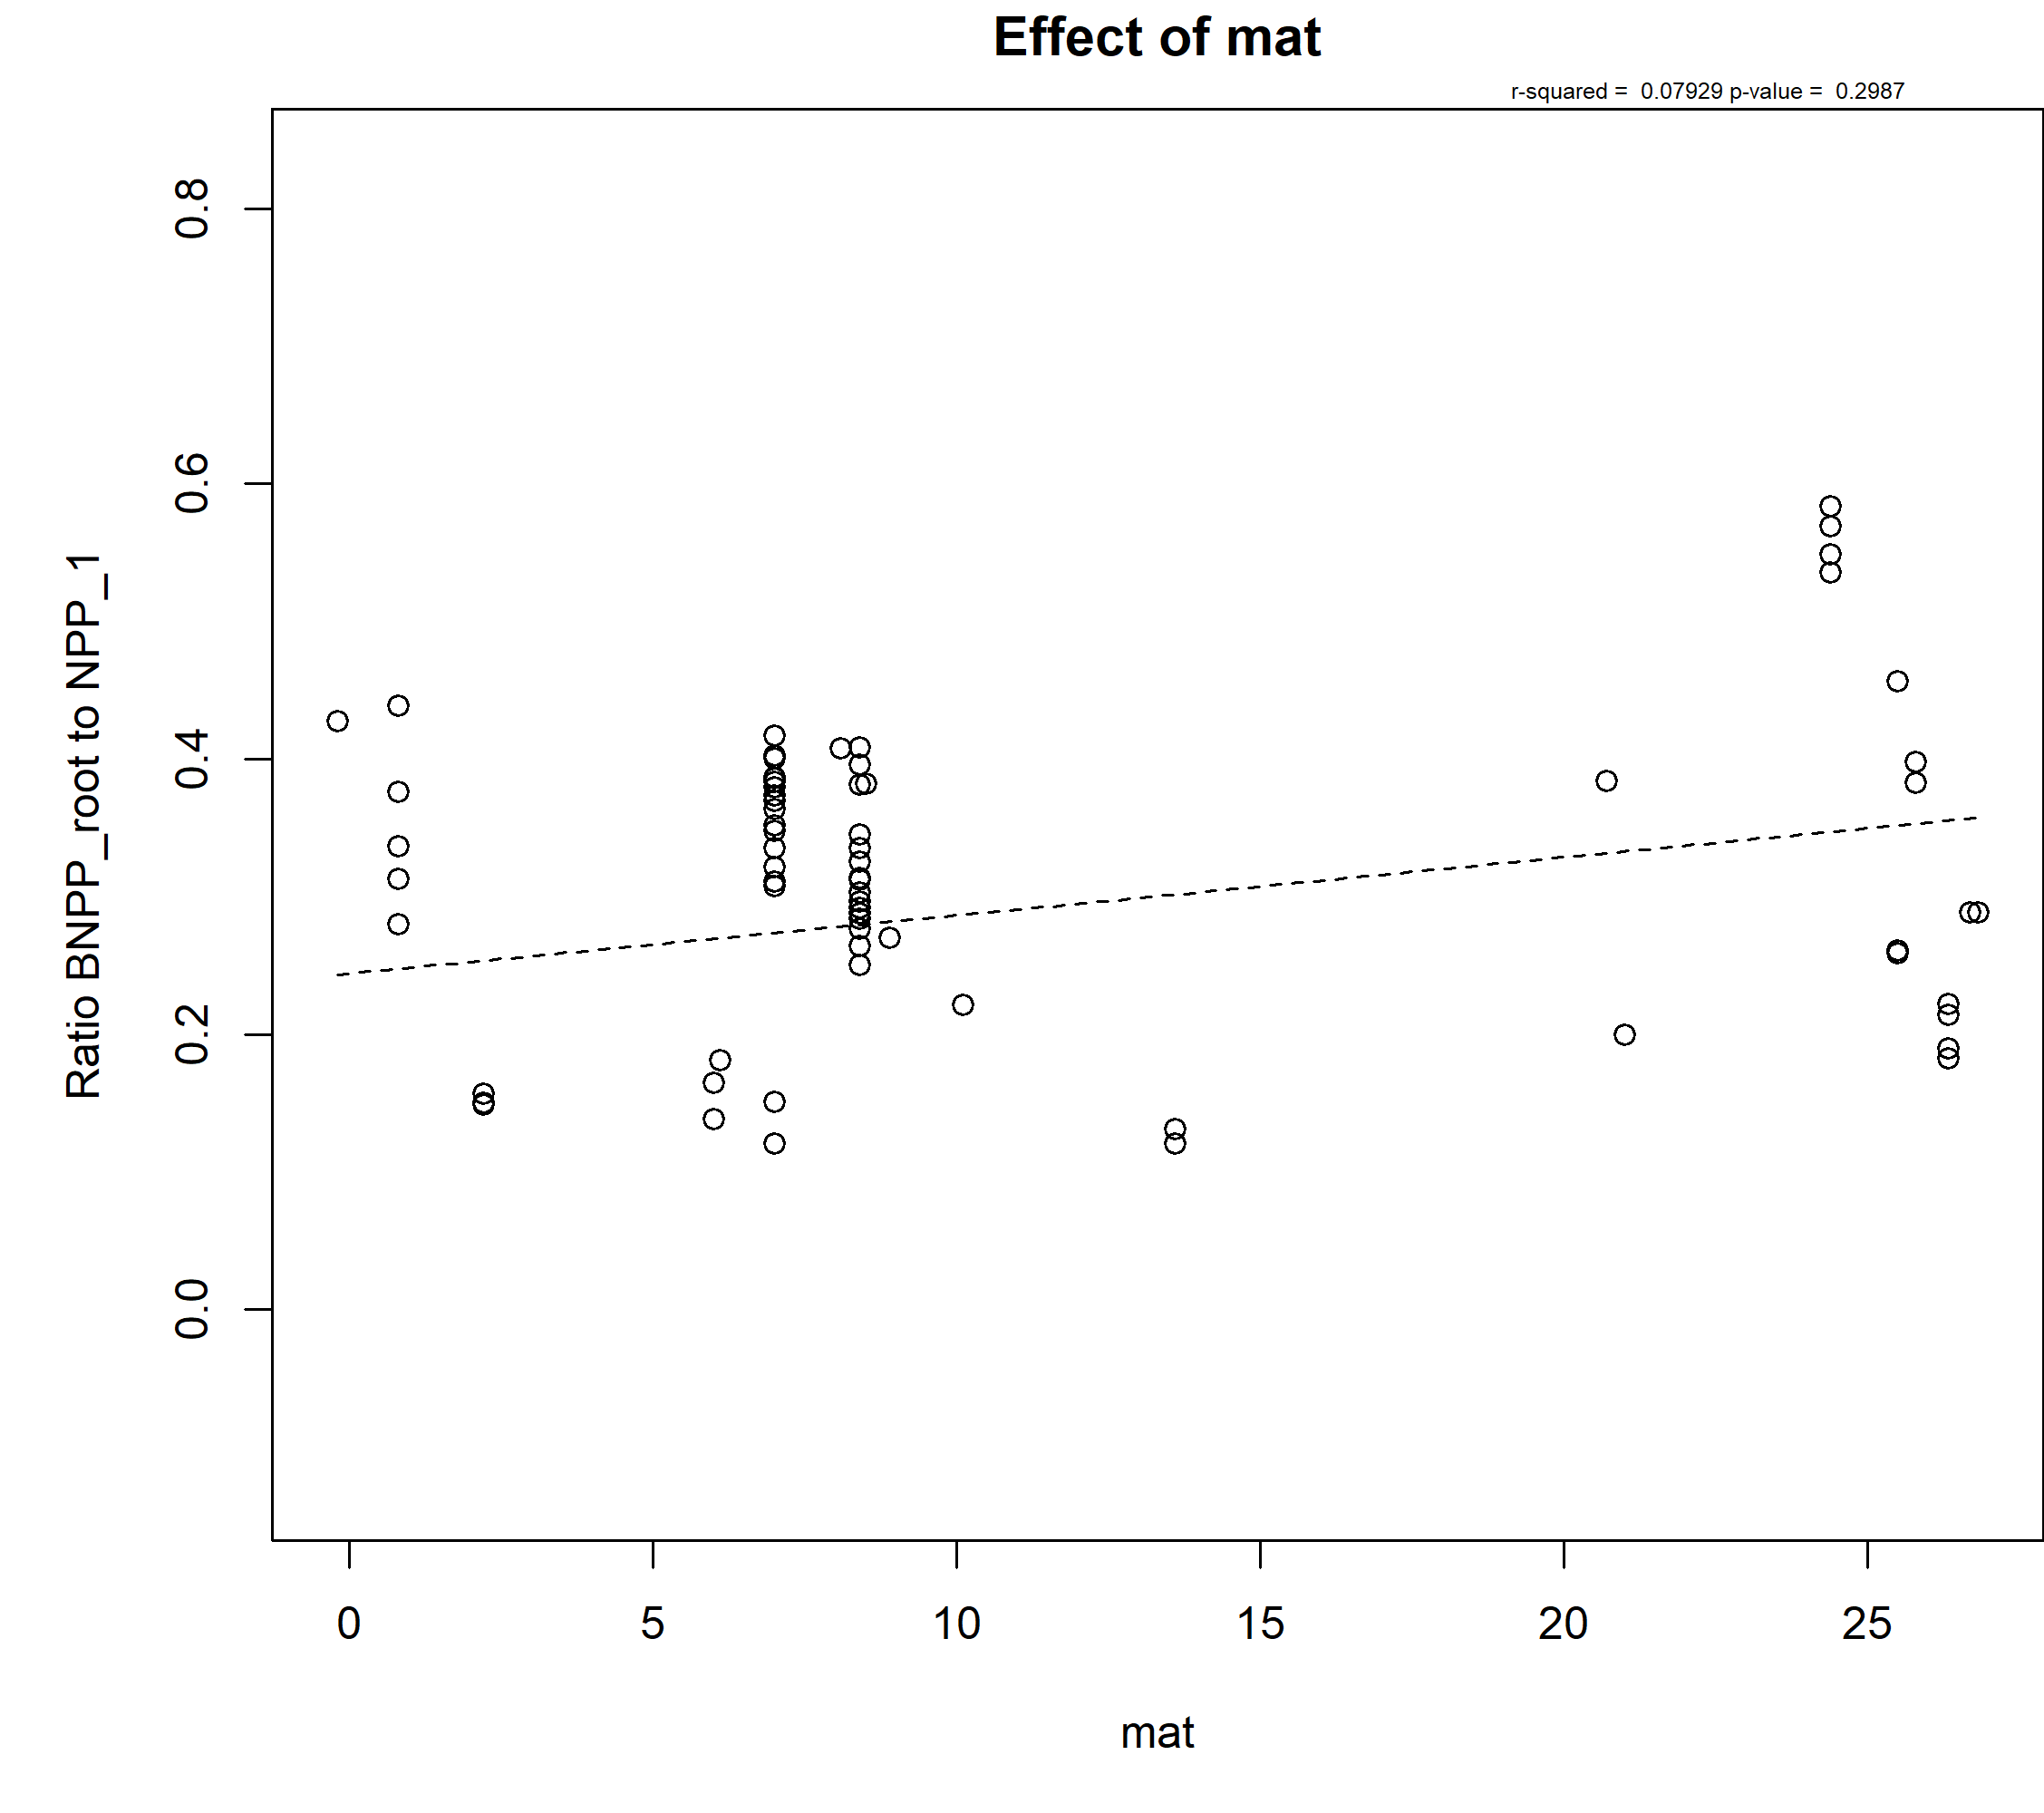 Effect of mat
r-squared = 0.07929 p-value = 0.2987
Ratio BNPP_root to NPP_1
0.8
0.6
0.4
0.2
0.0
0 5 10 15 20 25
mat